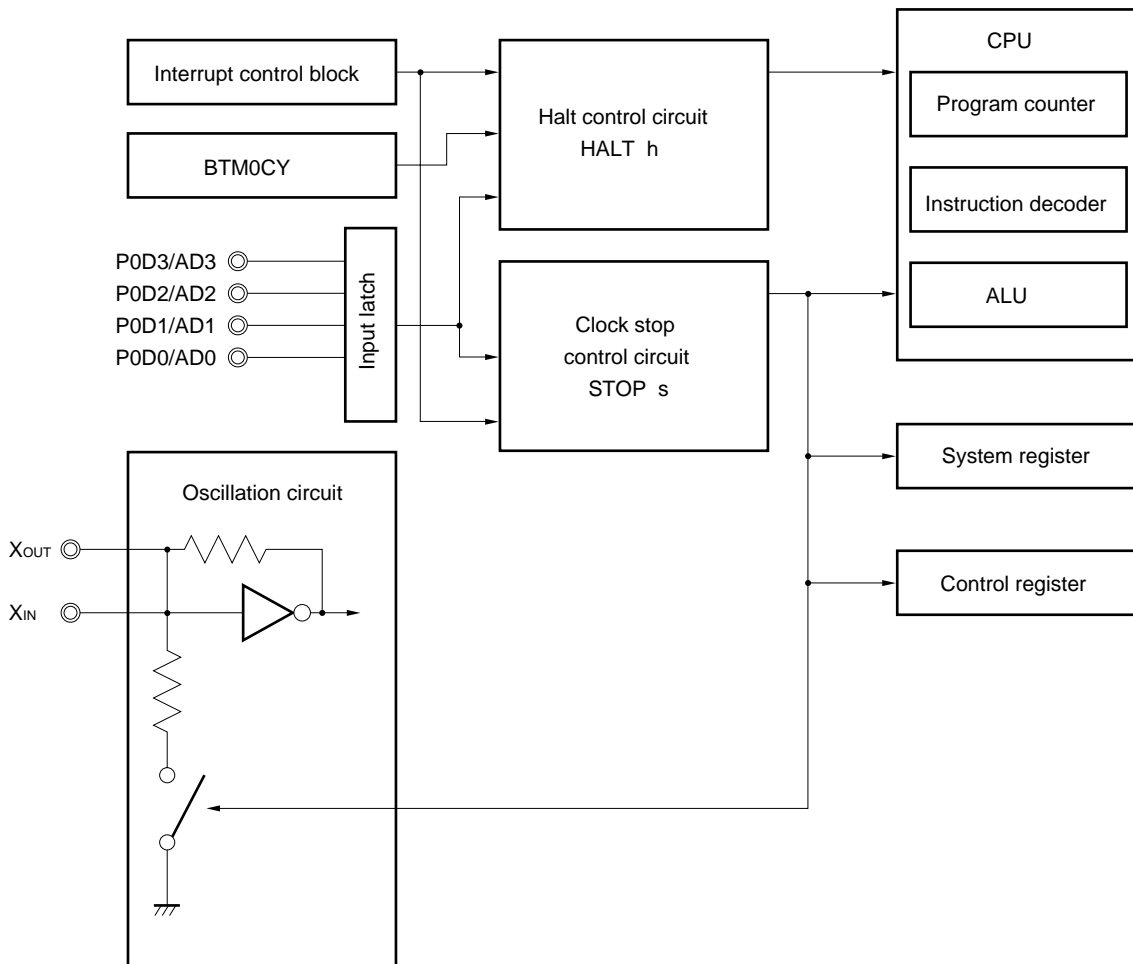 Interrupt control block
BTM0CY
P0D3/AD3
P0D2/AD2
P0D1/AD1
P0D0/AD0
Input latch
Halt control circuit
HALT h
Clock stop
control circuit
STOP s
CPU
Program counter
Instruction decoder
ALU
System register
Control register
Oscillation circuit
XOUT
XIN